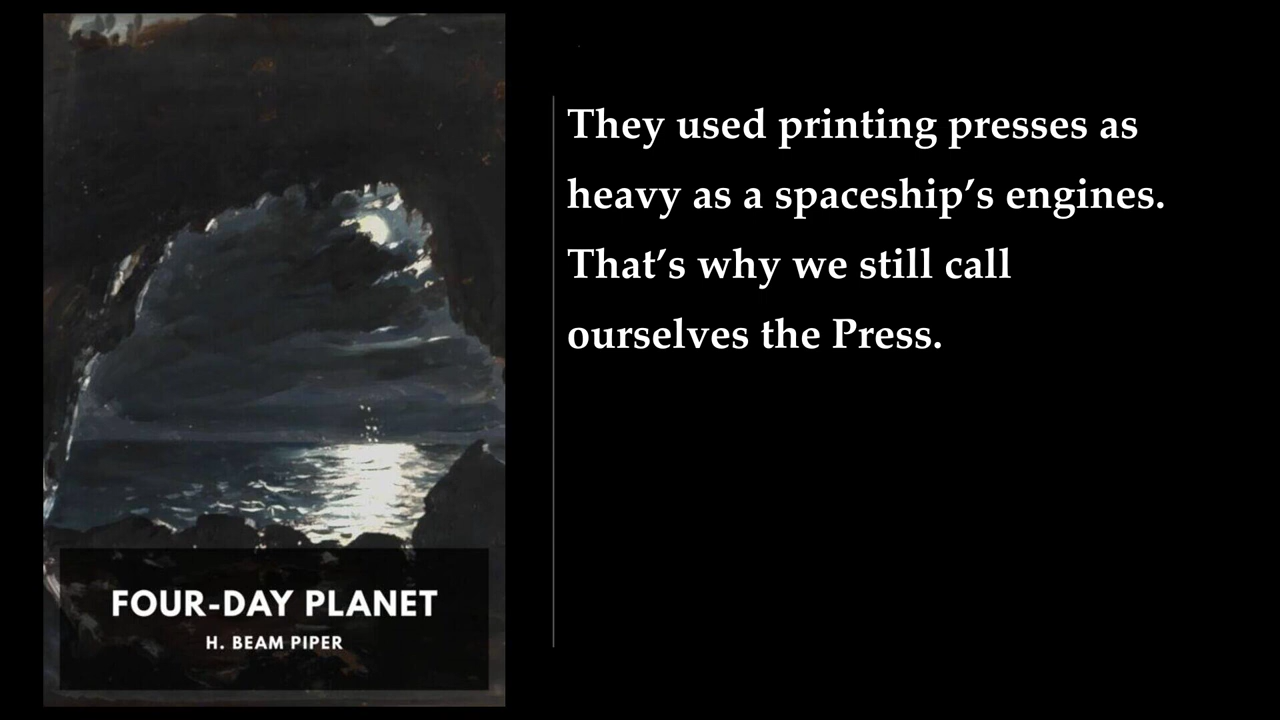 They used printing presses as
heavy as a spaceship’s engines.
That’s why we still call
ourselves the Press.
FOUR-DAY PLANET
H. BEAM PIPER